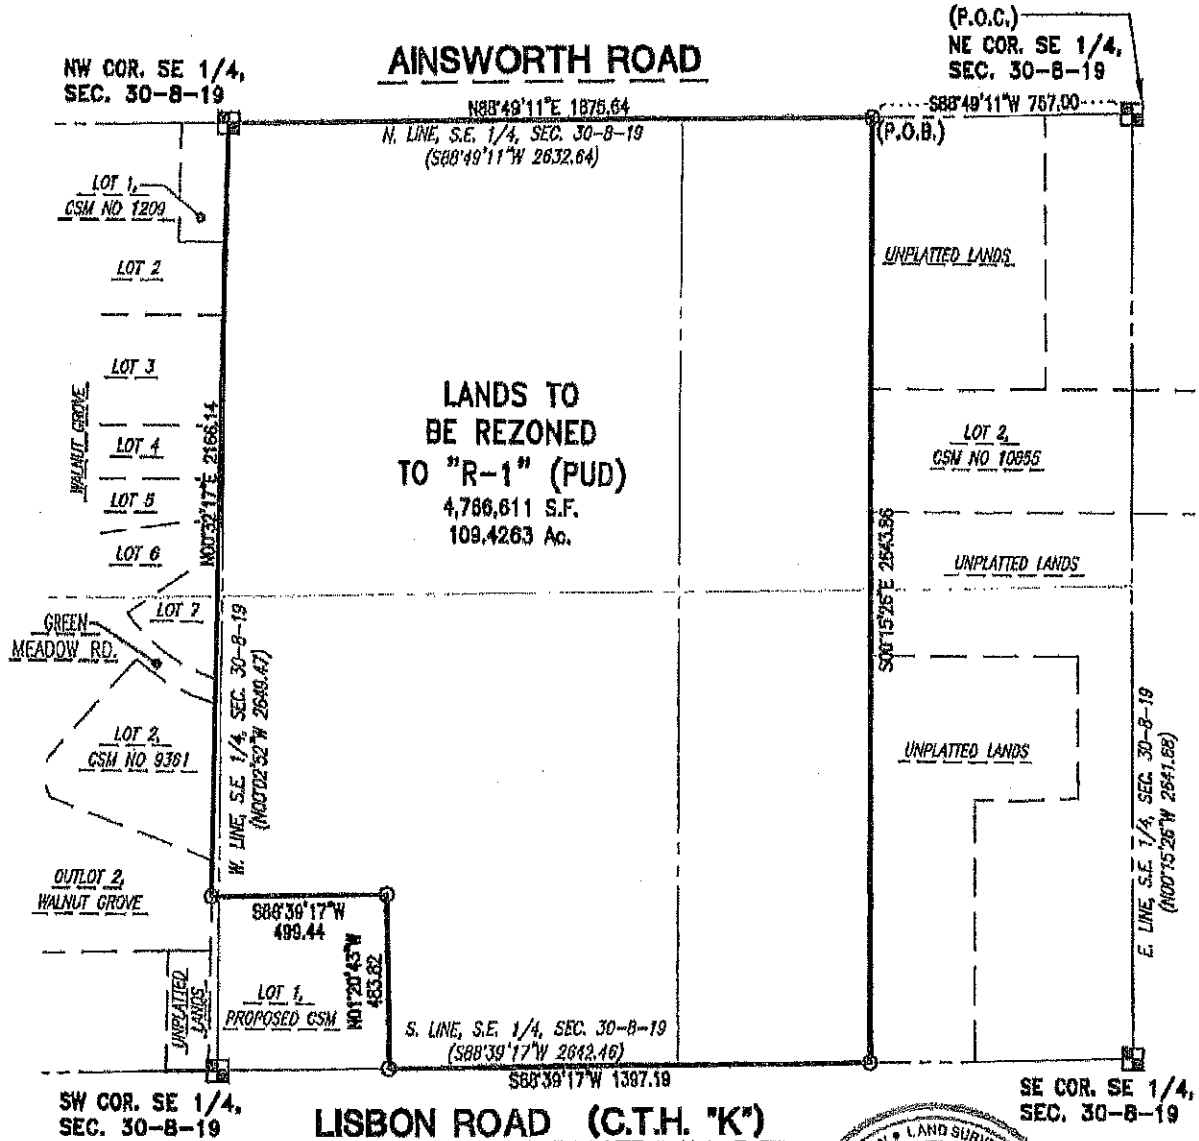 (P.O.C.)
NE COR. SE 1/4,
SEC. 30-8-19
AINSWORTH ROAD
NW COR. SE 1/4,
SEC. 30-8-19
N88°49'11"E 1875.64
S88°49'11"W 757.00
N. LINE, S.E. 1/4, SEC. 30-8-19
(S88°49'11"W 2632.64)
(P.O.B.)
LOT 1,
CSM NO 1209
LOT 2
UNPLATTED LANDS
LOT 3
WALNUT GROVE
LOT 4
LOT 5
LOT 6
LOT 7
N00°32'17"E 2166.14
LANDS TO
BE REZONED
TO "R-1" (PUD)
4,766,611 S.F.
109.4263 Ac.
LOT 2,
CSM NO 10855
S00°15'26"E 2643.86
UNPLATTED LANDS
GREEN
MEADOW RD.
W. LINE, S.E. 1/4, SEC. 30-8-19
(N00°02'52"W 2649.47)
LOT 2,
CSM NO 9361
UNPLATTED LANDS
E. LINE, S.E. 1/4, SEC. 30-8-19
(N00°15'26"W 2641.68)
OUTLOT 2,
WALNUT GROVE
S88°39'17"W
499.44
N01°20'43"W
483.82
UNPLATTED
LANDS
LOT 1,
PROPOSED CSM
S. LINE, S.E. 1/4, SEC. 30-8-19
(S88°39'17"W 2642.46)
S88°39'17"W 1397.19
SW COR. SE 1/4,
SEC. 30-8-19
LISBON ROAD (C.T.H. "K")
SE COR. SE 1/4,
SEC. 30-8-19
LAND